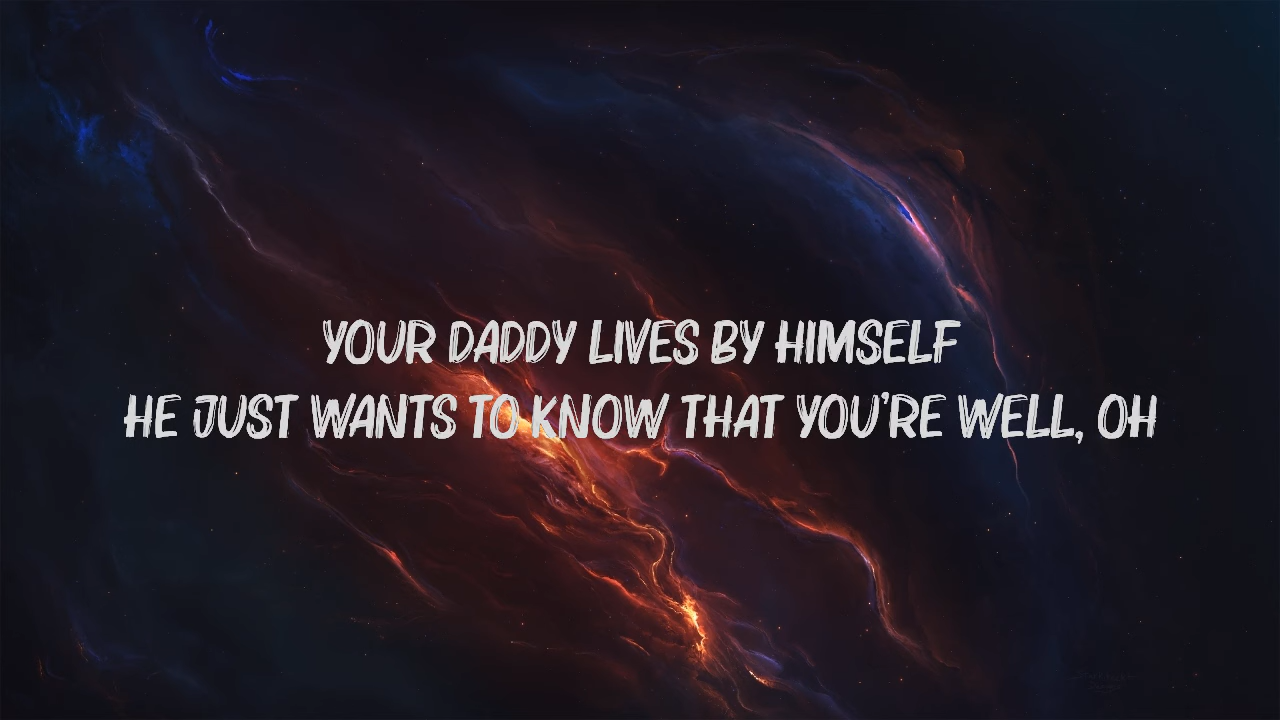 YOUR DADDY LIVES BY HIMSELF
HE JUST WANTS TO KNOW THAT YOU'RE WELL, OH